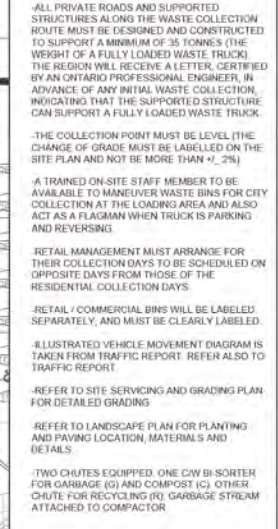 -ALL PRIVATE ROADS AND SUPPORTED
STRUCTURES ALONG THE WASTE COLLECTION
ROUTE MUST BE DESIGNED AND CONSTRUCTED
TO SUPPORT A MINIMUM OF 35 TONNES (THE
WEIGHT OF A FULLY LOADED WASTE TRUCK)
THE REGION WILL RECEIVE A LETTER, CERTIFIED
BY AN ONTARIO PROFESSIONAL ENGINEER, IN
ADVANCE OF ANY INITIAL WASTE COLLECTION,
INDICATING THAT THE SUPPORTED STRUCTURE
CAN SUPPORT A FULLY LOADED WASTE TRUCK.
-THE COLLECTION POINT MUST BE LEVEL (THE
CHANGE OF GRADE MUST BE LABELLED ON THE
SITE PLAN AND NOT BE MORE THAN +/_ 2%)
-A TRAINED ON-SITE STAFF MEMBER TO BE
AVAILABLE TO MANEUVER WASTE BINS FOR CITY
COLLECTION AT THE LOADING AREA AND ALSO
ACT AS A FLAGMAN WHEN TRUCK IS PARKING
AND REVERSING.
-RETAIL MANAGEMENT MUST ARRANGE FOR
THEIR COLLECTION DAYS TO BE SCHEDULED ON
OPPOSITE DAYS FROM THOSE OF THE
RESIDENTIAL COLLECTION DAYS.
-RETAIL / COMMERCIAL BINS WILL BE LABELED
SEPARATELY, AND MUST BE CLEARLY LABELED.
-ILLUSTRATED VEHICLE MOVEMENT DIAGRAM IS
TAKEN FROM TRAFFIC REPORT. REFER ALSO TO
TRAFFIC REPORT
-REFER TO SITE SERVICING AND GRADING PLAN
FOR DETAILED GRADING
-REFER TO LANDSCAPE PLAN FOR PLANTING
AND PAVING LOCATION, MATERIALS AND
DETAILS.
-TWO CHUTES EQUIPPED. ONE C/W BI-SORTER
FOR GARBAGE (G) AND COMPOST (C). OTHER
CHUTE FOR RECYCLING (R). GARBAGE STREAM
ATTACHED TO COMPACTOR